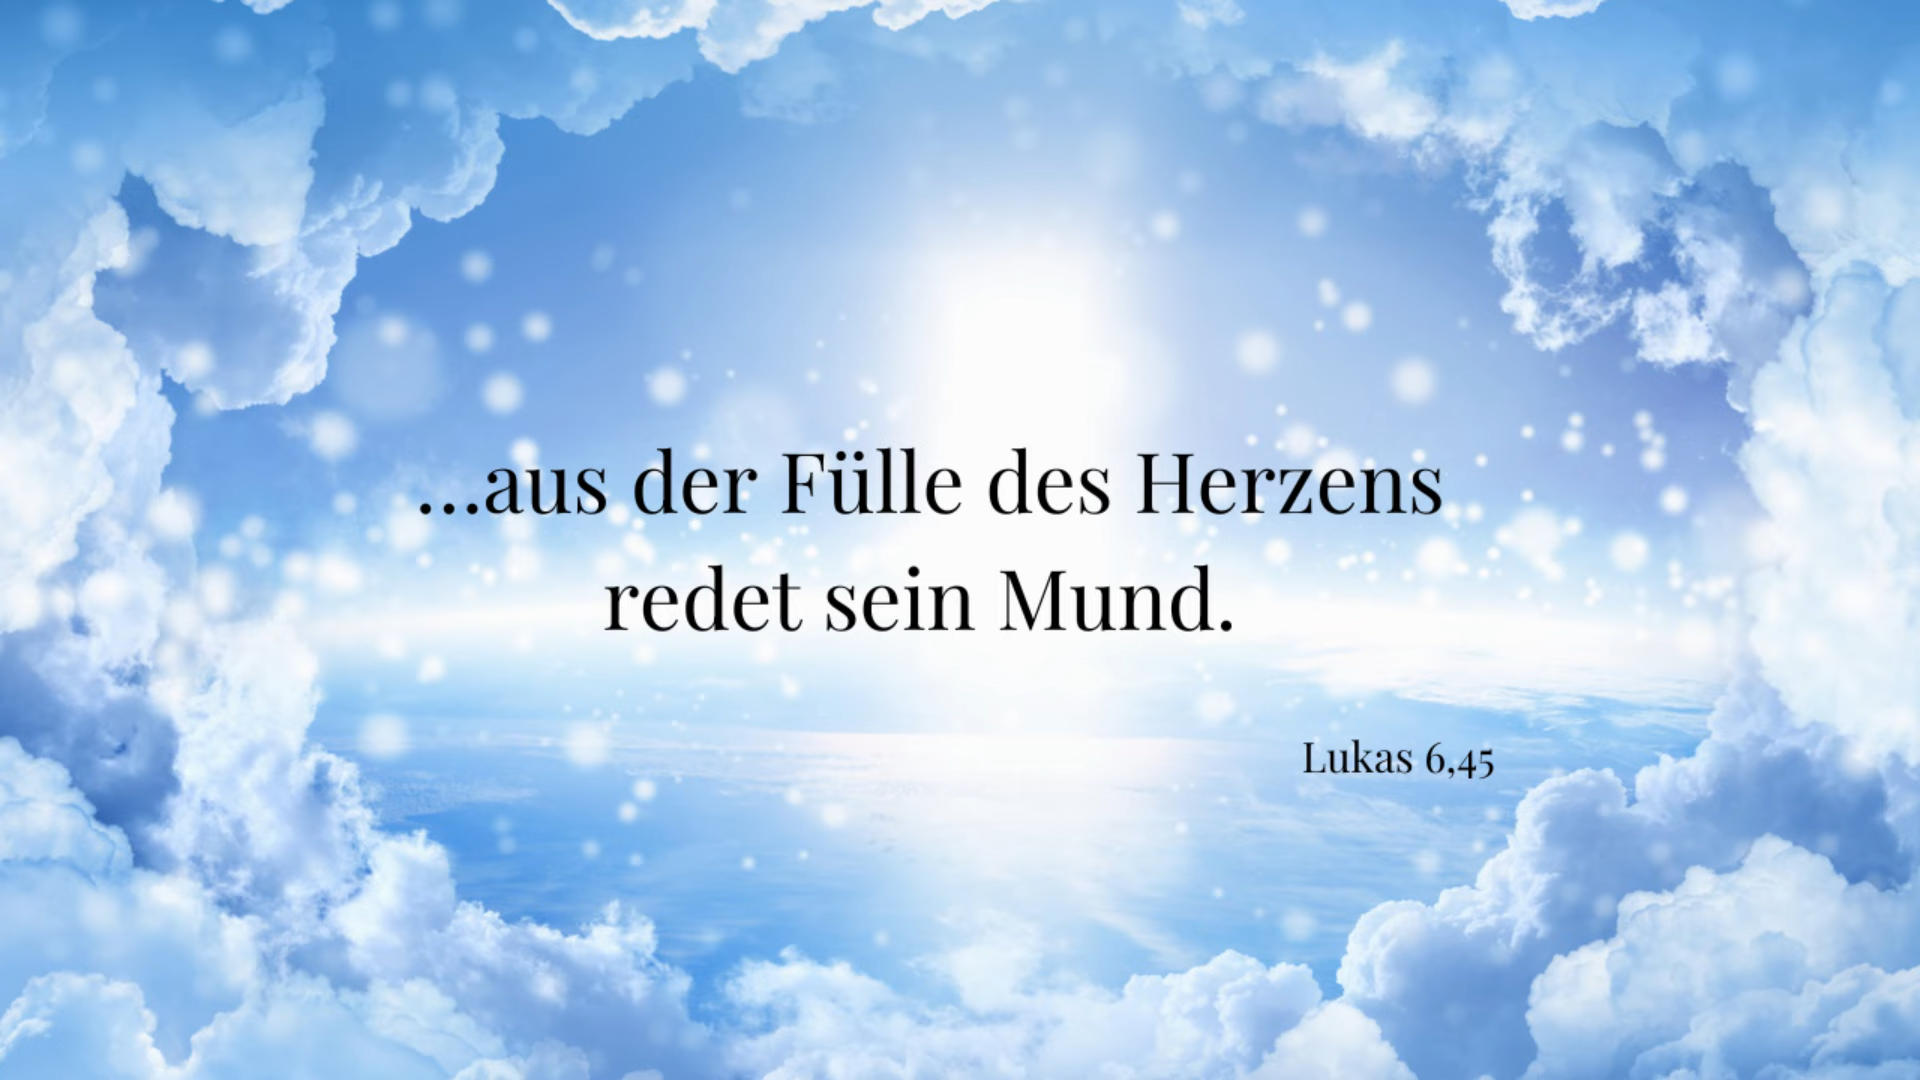 ...aus der Fülle des Herzens
redet sein Mund.
Lukas 6,45